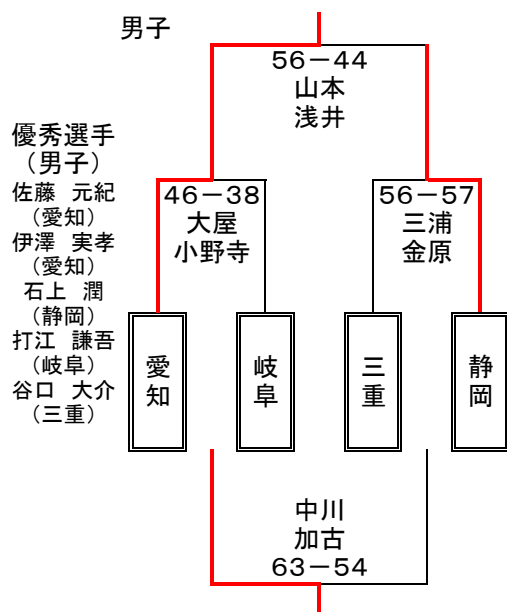 男子
56－44
山本
浅井
優秀選手
（男子）
佐藤　元紀
（愛知）
伊澤　実孝
（愛知）
石上　潤
（静岡）
打江　謙吾
（岐阜）
谷口　大介
（三重）
46－38
大屋
小野寺
56－57
三浦
金原
愛知
岐阜
三重
静岡
中川
加古
63－54